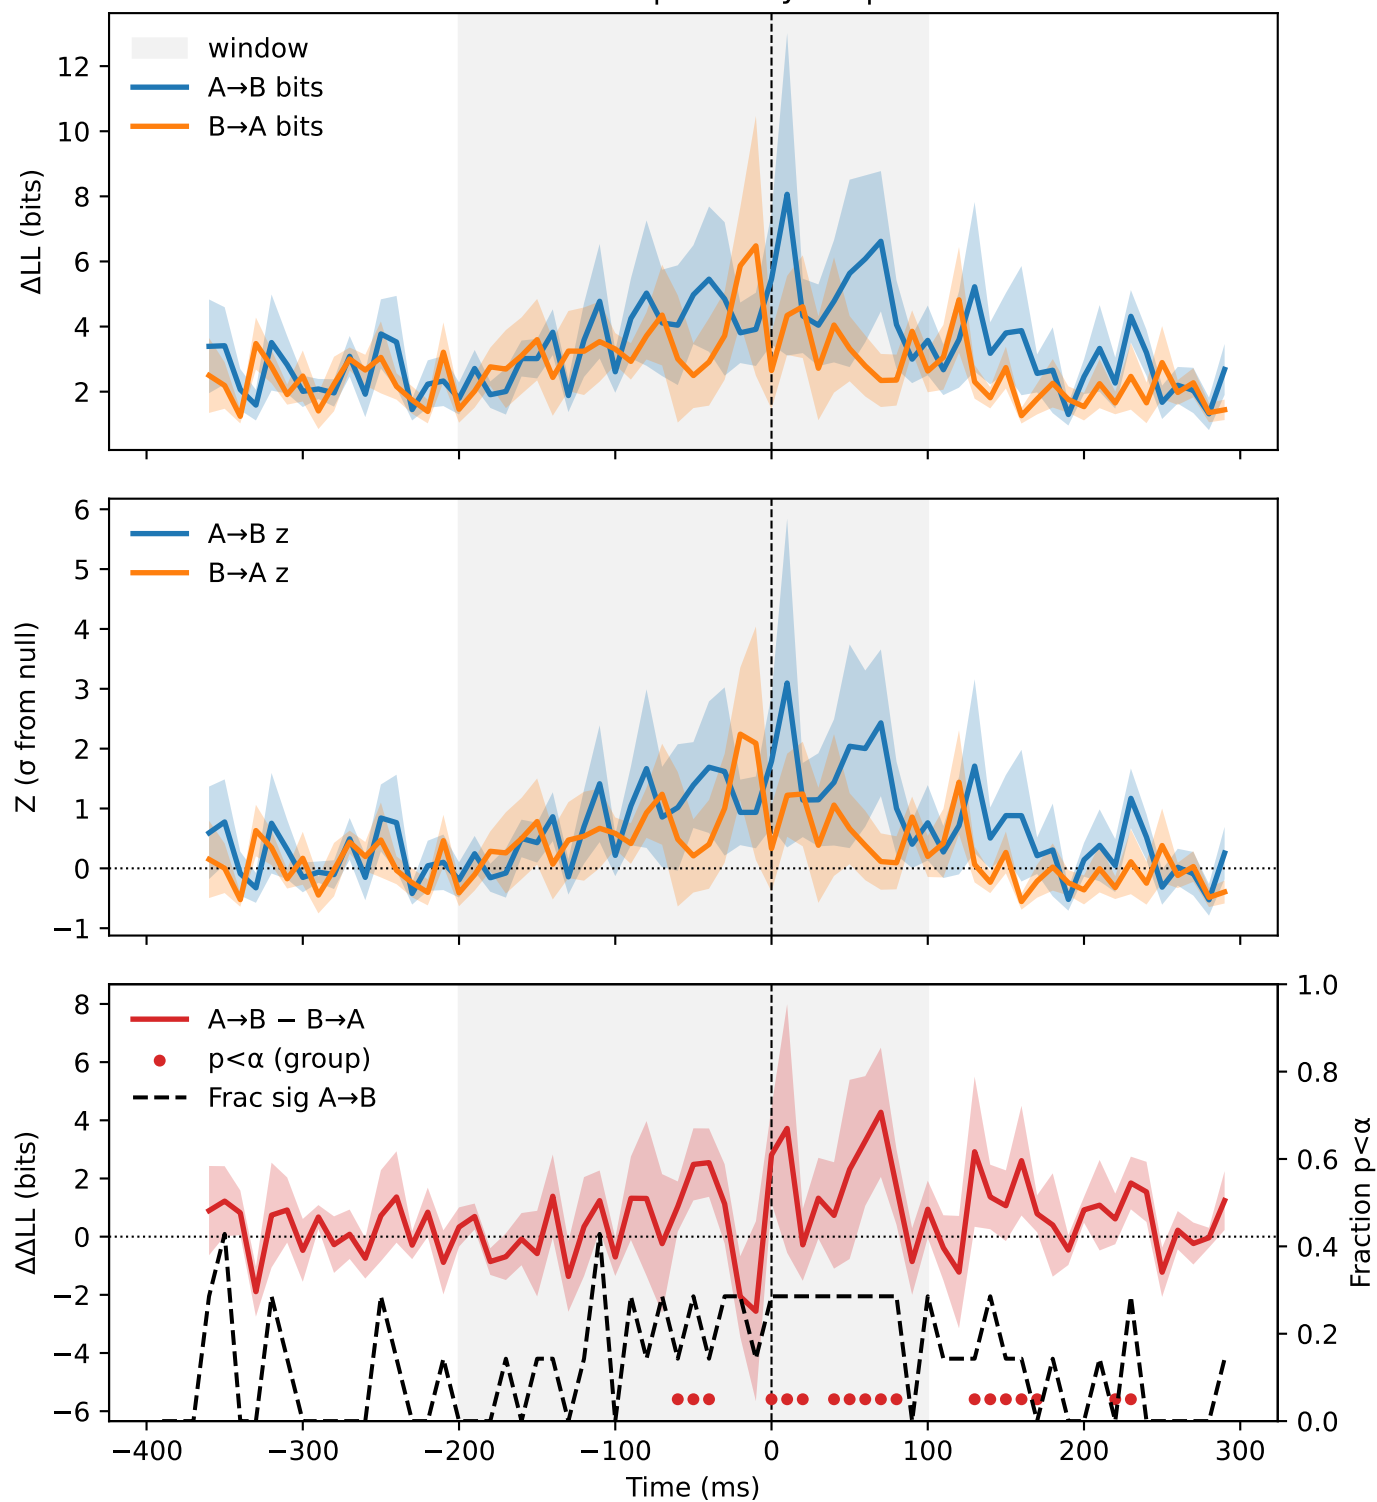 window
A→B bits
B→A bits
ΔLL (bits)
12
10
8
6
4
2
A→B z
B→A z
Z (σ from null)
6
5
4
3
2
1
0
−1
A→B − B→A
p<α (group)
Frac sig A→B
ΔΔLL (bits)
8
6
4
2
0
−2
−4
−6
1.0
0.8
0.6
0.4
0.2
0.0
Fraction p<α
−400 −300 −200 −100 0 100 200 300
Time (ms)